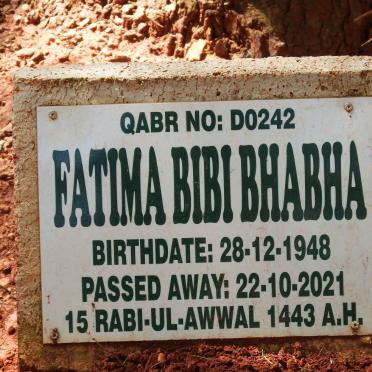 QABR NO: D0242
FATIMA BIBI BHABHA
BIRTHDATE: 28-12-1948
PASSED AWAY: 22-10-2021
15 RABI-UL-AWWAL 1443 A.H.